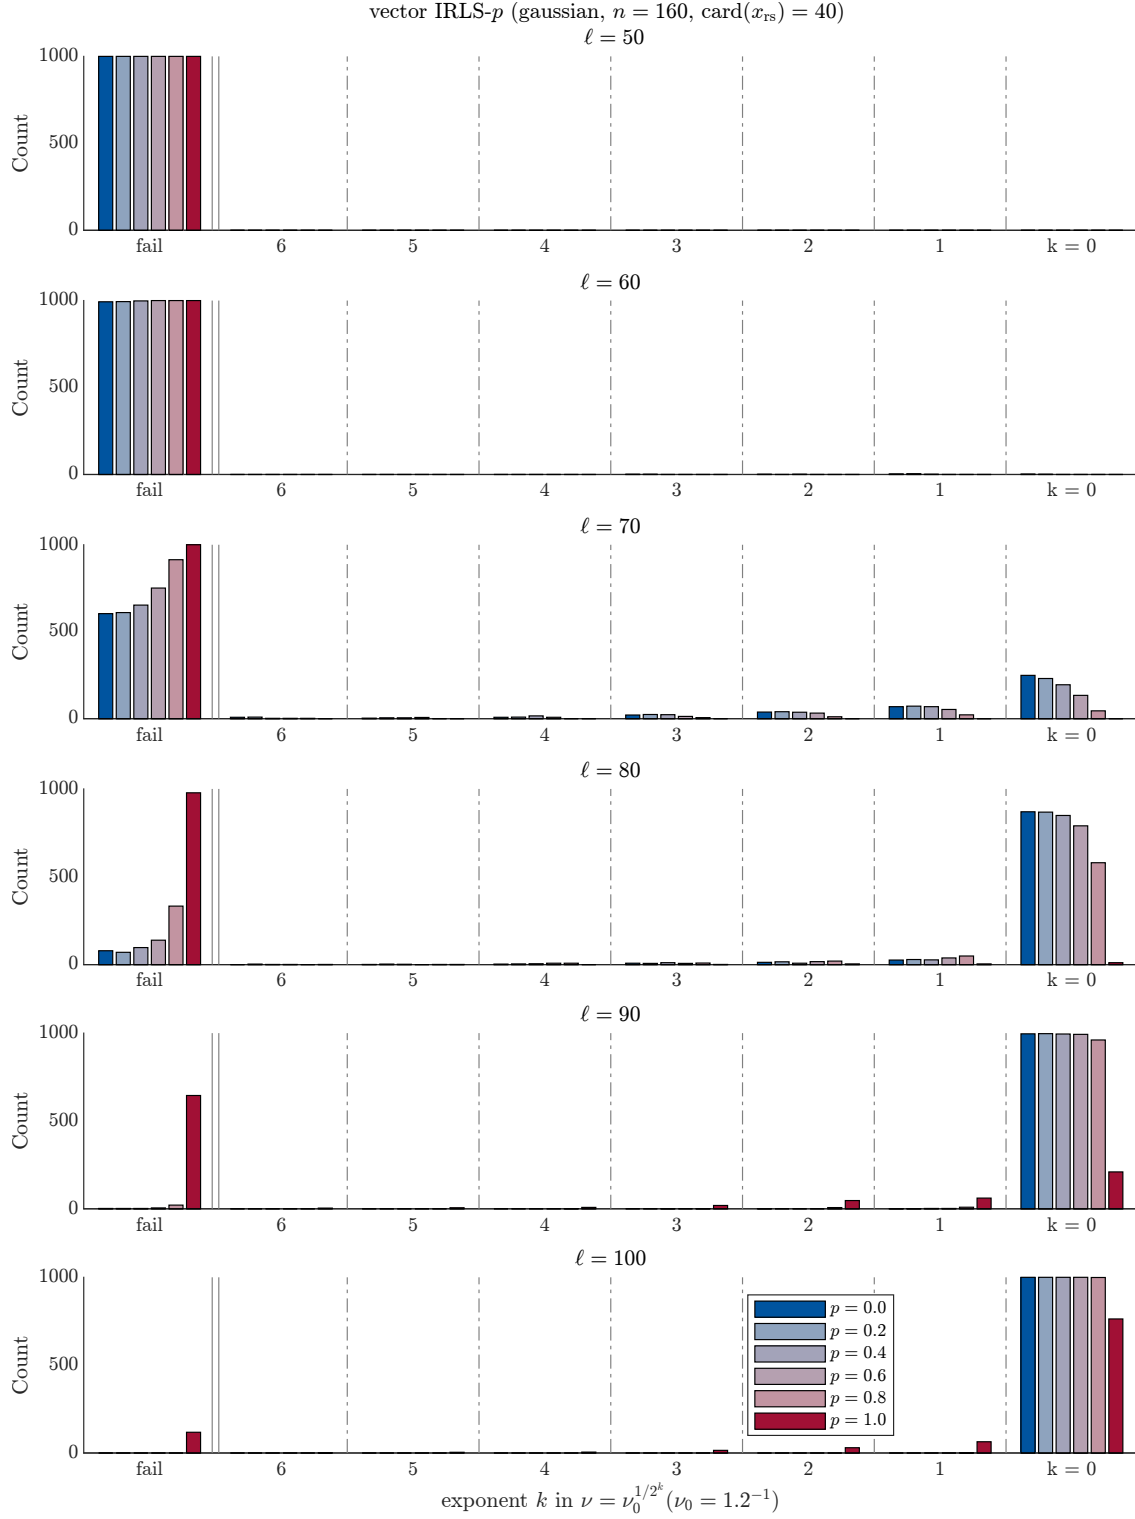 vector IRLS-p (gaussian, n = 160, card(x_rs) = 40)
ℓ = 50
1000
500
0
Count
fail 6 5 4 3 2 1 k = 0
ℓ = 60
1000
500
0
Count
fail 6 5 4 3 2 1 k = 0
ℓ = 70
1000
500
0
Count
fail 6 5 4 3 2 1 k = 0
ℓ = 80
1000
500
0
Count
fail 6 5 4 3 2 1 k = 0
ℓ = 90
1000
500
0
Count
fail 6 5 4 3 2 1 k = 0
ℓ = 100
1000
500
0
Count
p = 0.0
p = 0.2
p = 0.4
p = 0.6
p = 0.8
p = 1.0
fail 6 5 4 3 2 1 k = 0
exponent k in ν = ν_0^{1/2^k}(ν_0 = 1.2^{-1})